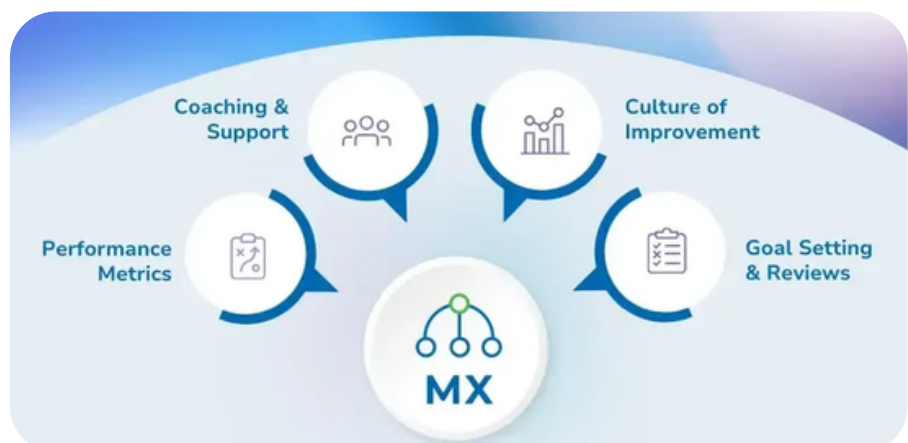 Coaching &
Support
Culture of
Improvement
Performance
Metrics
Goal Setting
& Reviews
MX